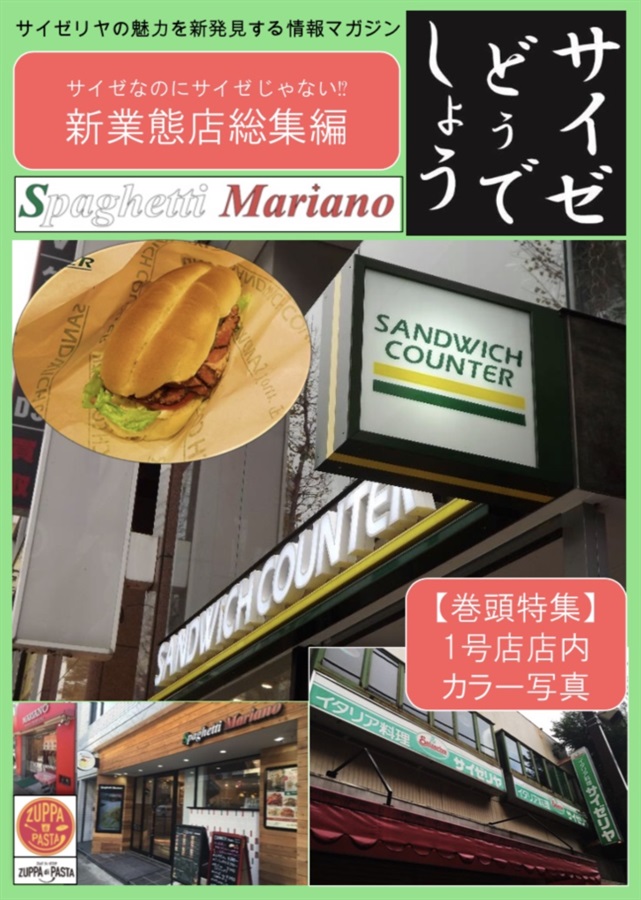 サイゼリヤの魅力を新発見する情報マガジン
サイゼ
どぅで
しょう
サイゼなのにサイゼじゃない!?
新業態店総集編
Spaghetti Mariano
SANDWICH
COUNTER
SANDWICH COUNTER
【巻頭特集】
1号店店内
カラー写真
Spaghetti Mariano
イタリア料理
サイゼリヤ
イタリア料理
サイゼリヤ
ZUPPA
PASTA
ZUPPA di PASTA